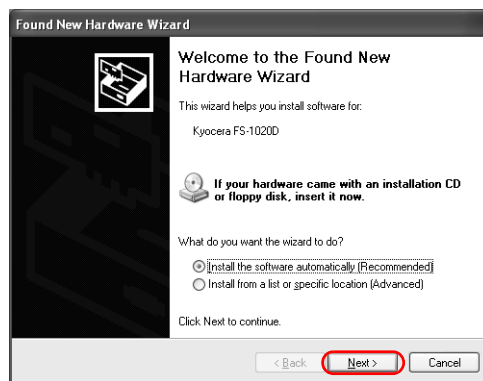 Found New Hardware Wizard
Welcome to the Found New
Hardware Wizard
This wizard helps you install software for:
Kyocera FS-1020D
If your hardware came with an installation CD
or floppy disk, insert it now.
What do you want the wizard to do?
Install the software automatically (Recommended)
Install from a list or specific location (Advanced)
Click Next to continue.
< Back Next > Cancel